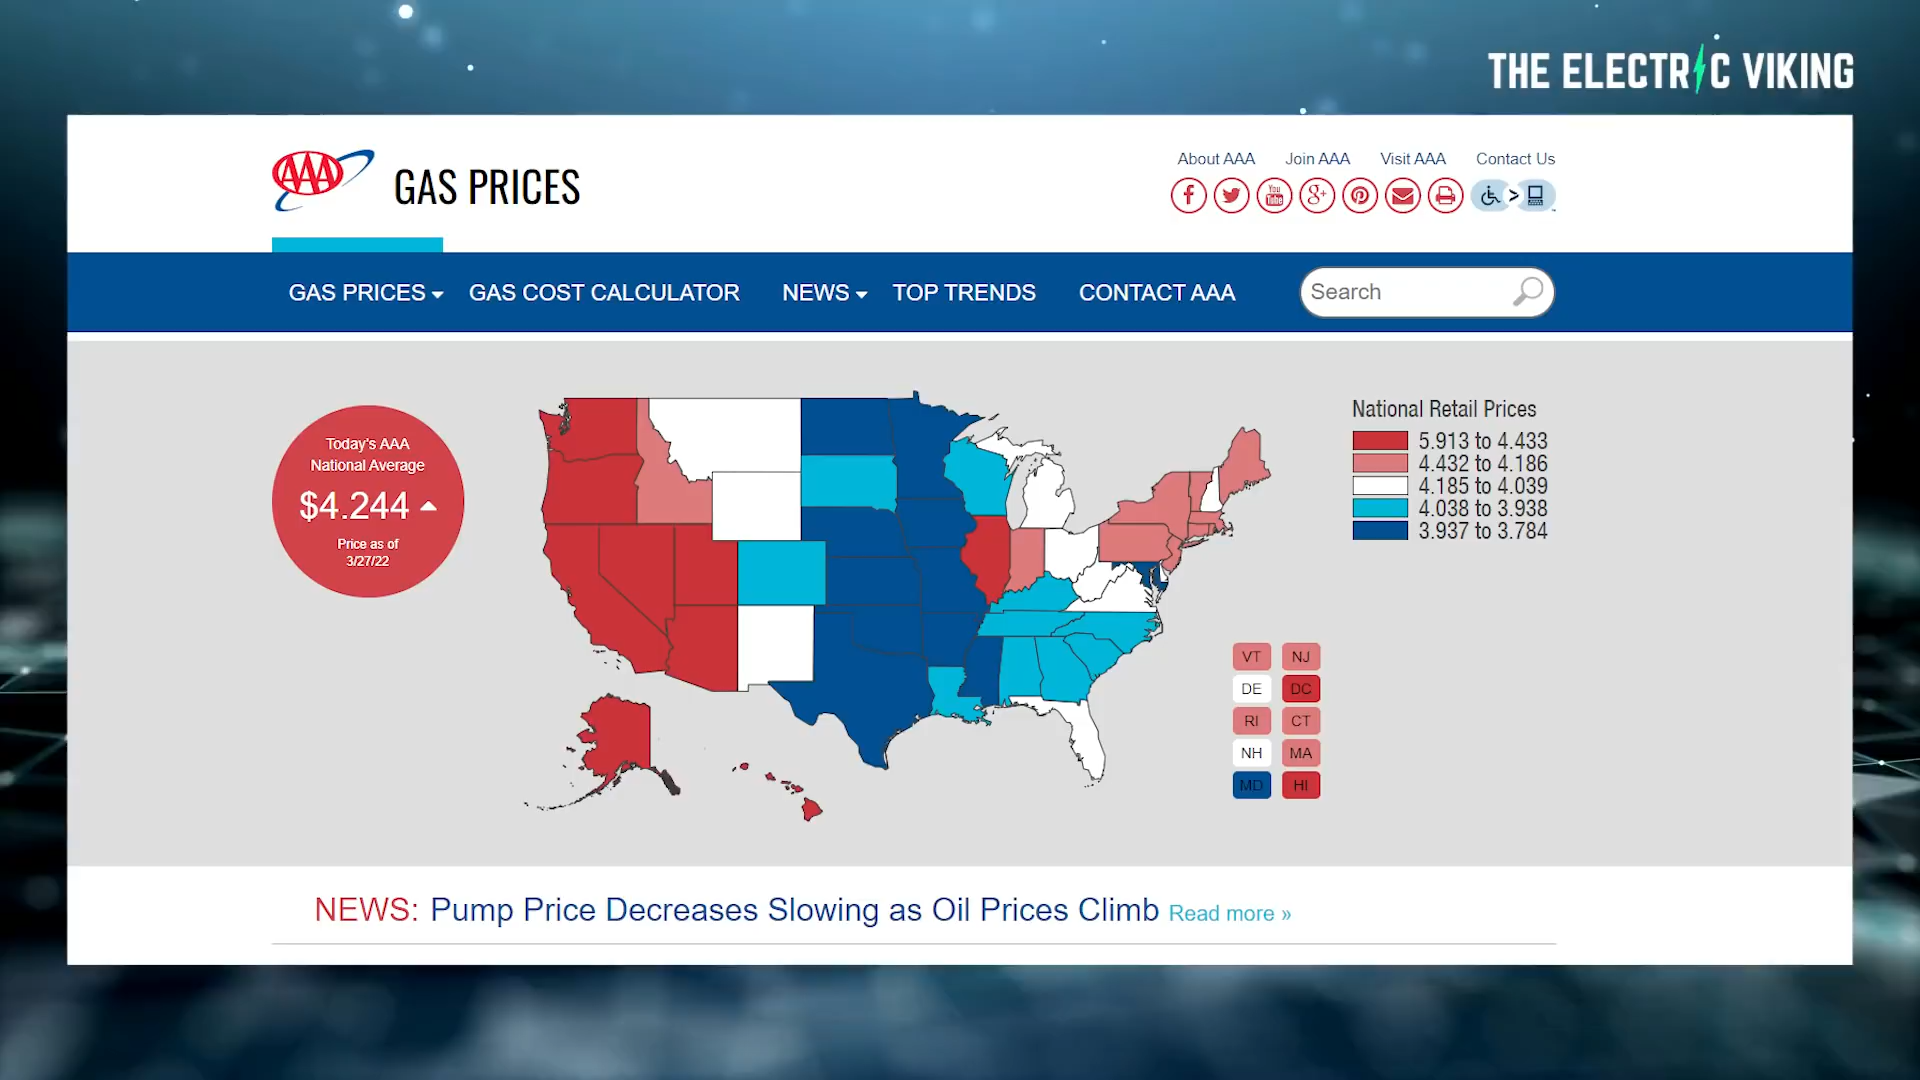 THE ELECTRIC VIKING
AAA
GAS PRICES
About AAA
Join AAA
Visit AAA
Contact Us
You Tube
g+
GAS PRICES
GAS COST CALCULATOR
NEWS
TOP TRENDS
CONTACT AAA
Search
Today's AAA
National Average
$4.244
Price as of
3/27/22
National Retail Prices
5.913 to 4.433
4.432 to 4.186
4.185 to 4.039
4.038 to 3.938
3.937 to 3.784
VT NJ
DE DC
RI CT
NH MA
MD HI
NEWS: Pump Price Decreases Slowing as Oil Prices Climb Read more »